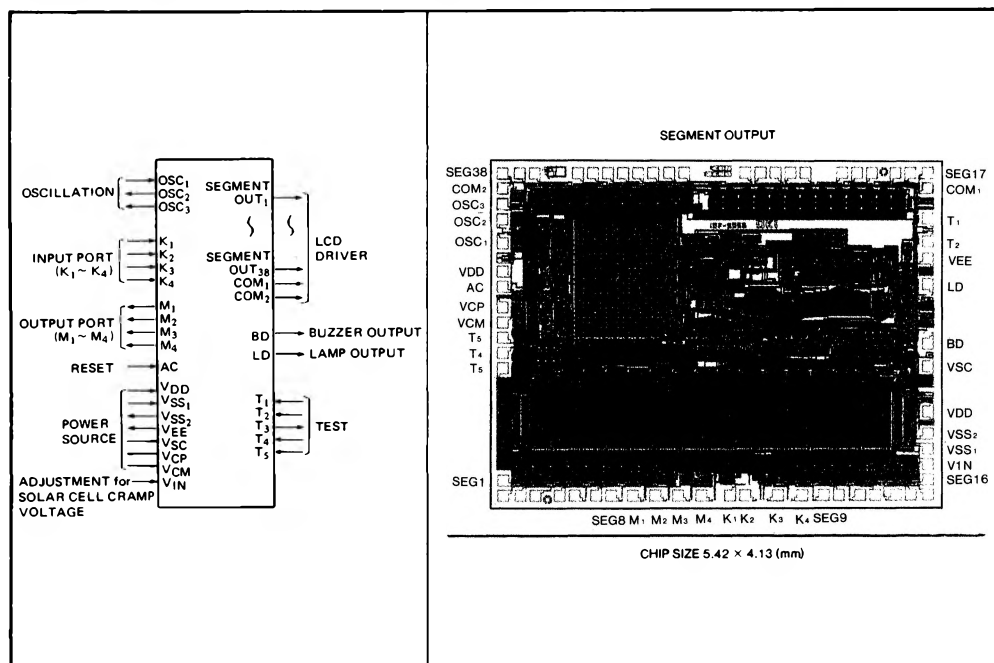 OSCILLATION
OSC1
OSC2
OSC3
INPUT PORT
(K1 ~ K4)
K1
K2
K3
K4
OUTPUT PORT
(M1 ~ M4)
M1
M2
M3
M4
RESET
AC
POWER
SOURCE
VDD
VSS1
VSS2
VEE
VSC
VCP
VCM
ADJUSTMENT for
SOLAR CELL CRAMP
VOLTAGE
VIN
SEGMENT
OUT1
SEGMENT
OUT38
COM1
COM2
LCD
DRIVER
BD
BUZZER OUTPUT
LD
LAMP OUTPUT
T1
T2
T3
T4
T5
TEST
SEGMENT OUTPUT
SEG38
COM2
OSC3
OSC2
OSC1
VDD
AC
VCP
VCM
T5
T4
T5
SEG1
SEG17
COM1
T1
T2
VEE
LD
BD
VSC
VDD
VSS2
VSS1
V1N
SEG16
SEG8 M1 M2 M3 M4 K1 K2 K3 K4 SEG9
CHIP SIZE 5.42 × 4.13 (mm)